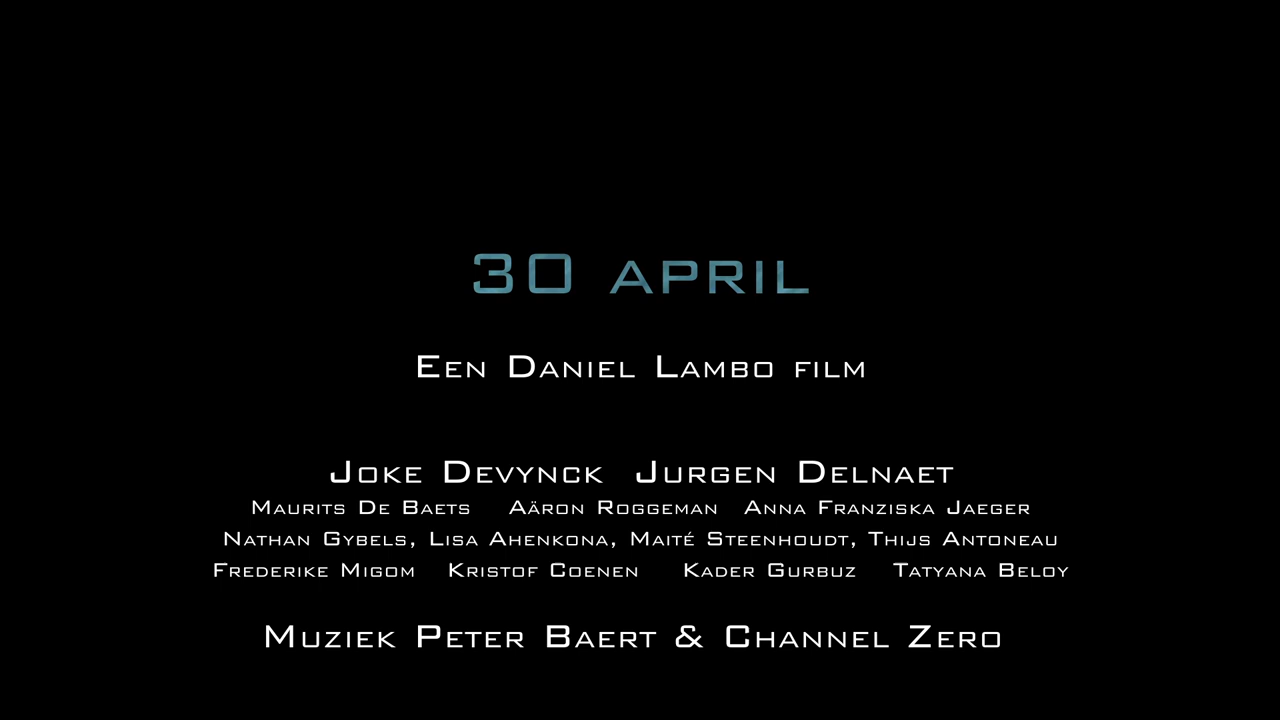 30 APRIL
Een Daniel Lambo film
Joke Devynck Jurgen Delnaet
Maurits De Baets Aäron Roggeman Anna Franziska Jaeger
Nathan Gybels, Lisa Ahenkona, Maité Steenhoudt, Thijs Antoneau
Frederike Migom Kristof Coenen Kader Gurbuz Tatyana Beloy
Muziek Peter Baert & Channel Zero